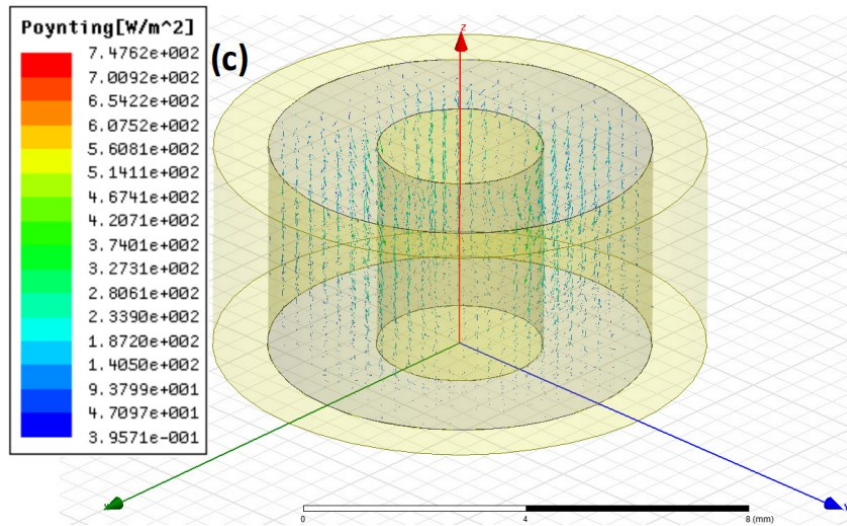 Poynting[W/m^2]
7.4762e+002
7.0092e+002
6.5422e+002
6.0752e+002
5.6081e+002
5.1411e+002
4.6741e+002
4.2071e+002
3.7401e+002
3.2731e+002
2.8061e+002
2.3390e+002
1.8720e+002
1.4050e+002
9.3799e+001
4.7097e+001
3.9571e-001
(c)
z
0
4
8 (mm)